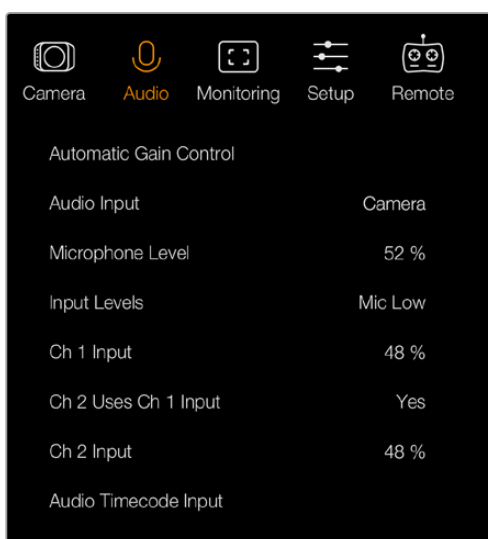 Camera Audio Monitoring Setup Remote
Automatic Gain Control
Audio Input Camera
Microphone Level 52 %
Input Levels Mic Low
Ch 1 Input 48 %
Ch 2 Uses Ch 1 Input Yes
Ch 2 Input 48 %
Audio Timecode Input